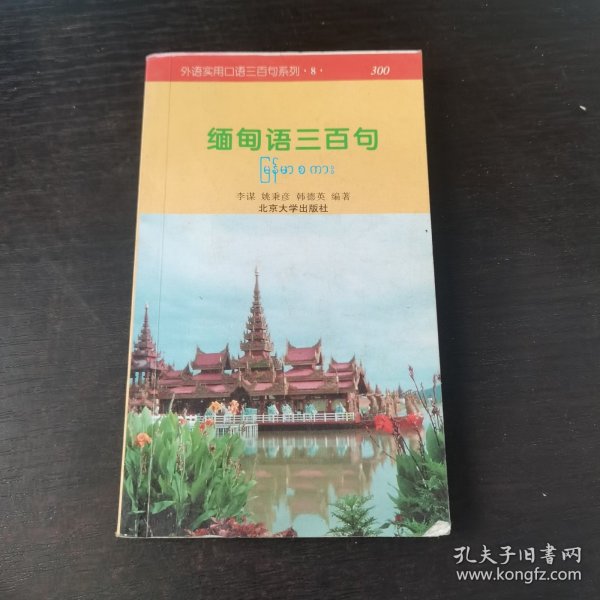 外语实用口语三百句系列·8· 300
缅甸语三百句
မြန်မာစကား
李谋 姚秉彦 韩德英 编著
北京大学出版社
孔夫子旧书网
www.kongfz.com